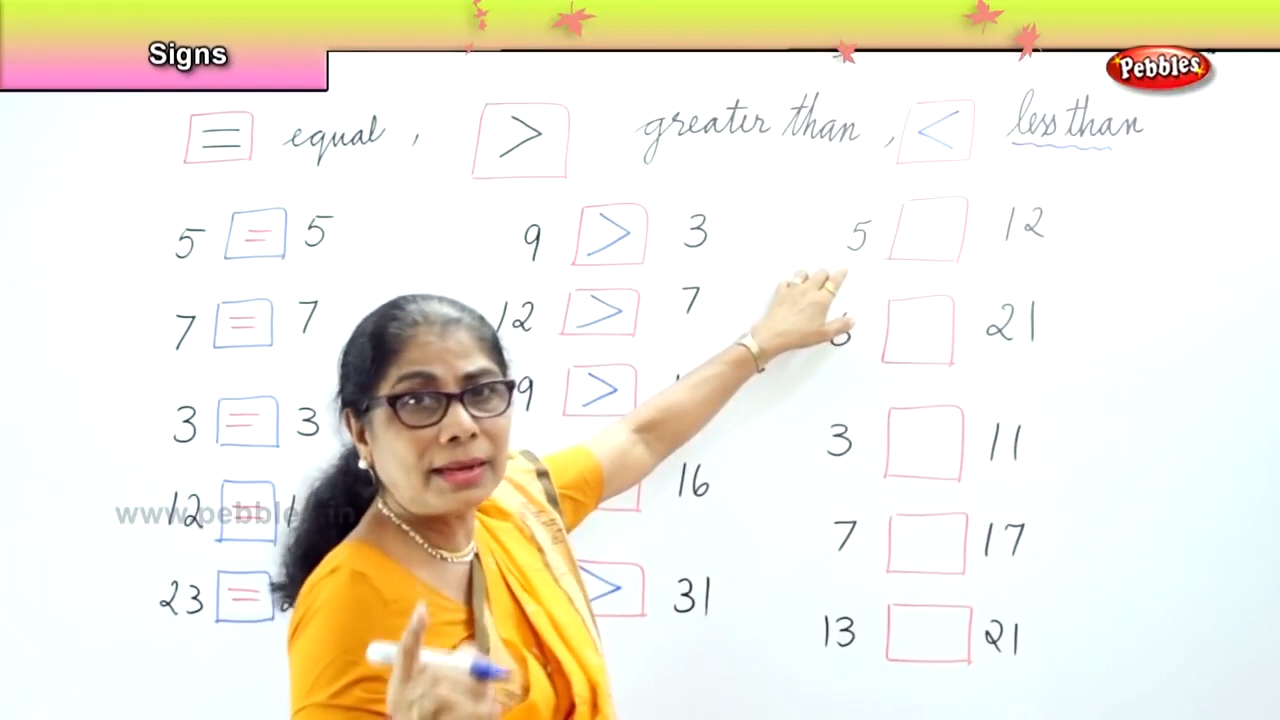 Signs
Pebbles
= equal, > greater than, < less than
5 = 5 9 > 3 5 12
7 = 7 12 > 7 6 21
3 = 3 9 > 3 11
12 = 16 7 17
23 = > 31 13 21
www.pebbles.in